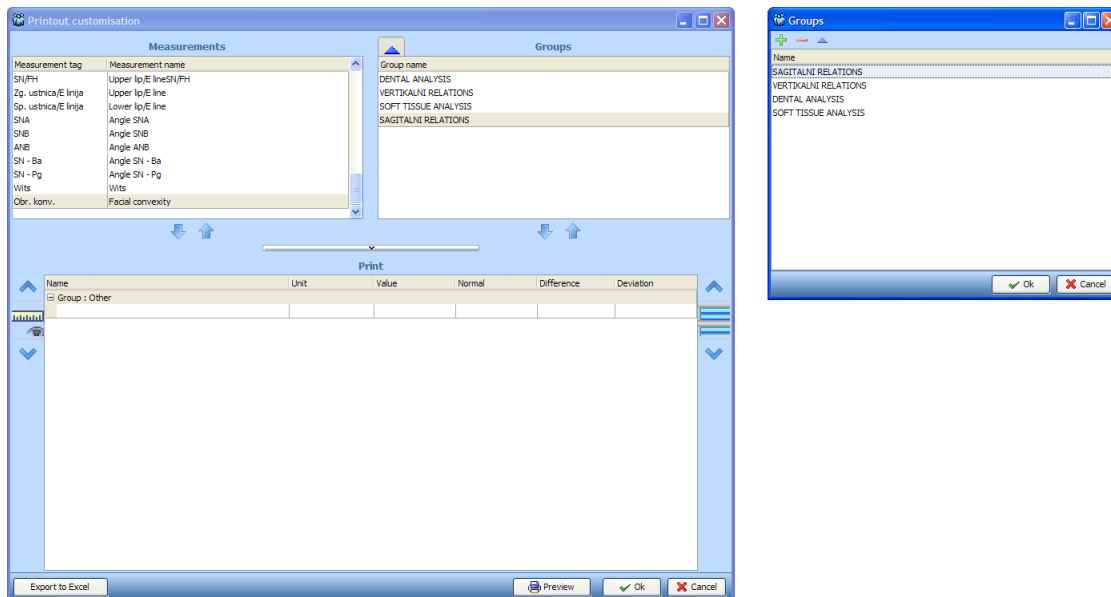 Printout customisation
Measurements
Measurement tag Measurement name
SN/FH Upper lip/E lineSN/FH
Zg. ustnica/E linija Upper lip/E line
Sp. ustnica/E linija Lower lip/E line
SNA Angle SNA
SNB Angle SNB
ANB Angle ANB
SN - Ba Angle SN - Ba
SN - Pg Angle SN - Pg
Wits Wits
Obr. konv. Facial convexity
Groups
Group name
DENTAL ANALYSIS
VERTIKALNI RELATIONS
SOFT TISSUE ANALYSIS
SAGITALNI RELATIONS
Print
Name Unit Value Normal Difference Deviation
Group : Other
Export to Excel Preview Ok Cancel
Groups
Name
SAGITALNI RELATIONS
VERTIKALNI RELATIONS
DENTAL ANALYSIS
SOFT TISSUE ANALYSIS
Ok Cancel